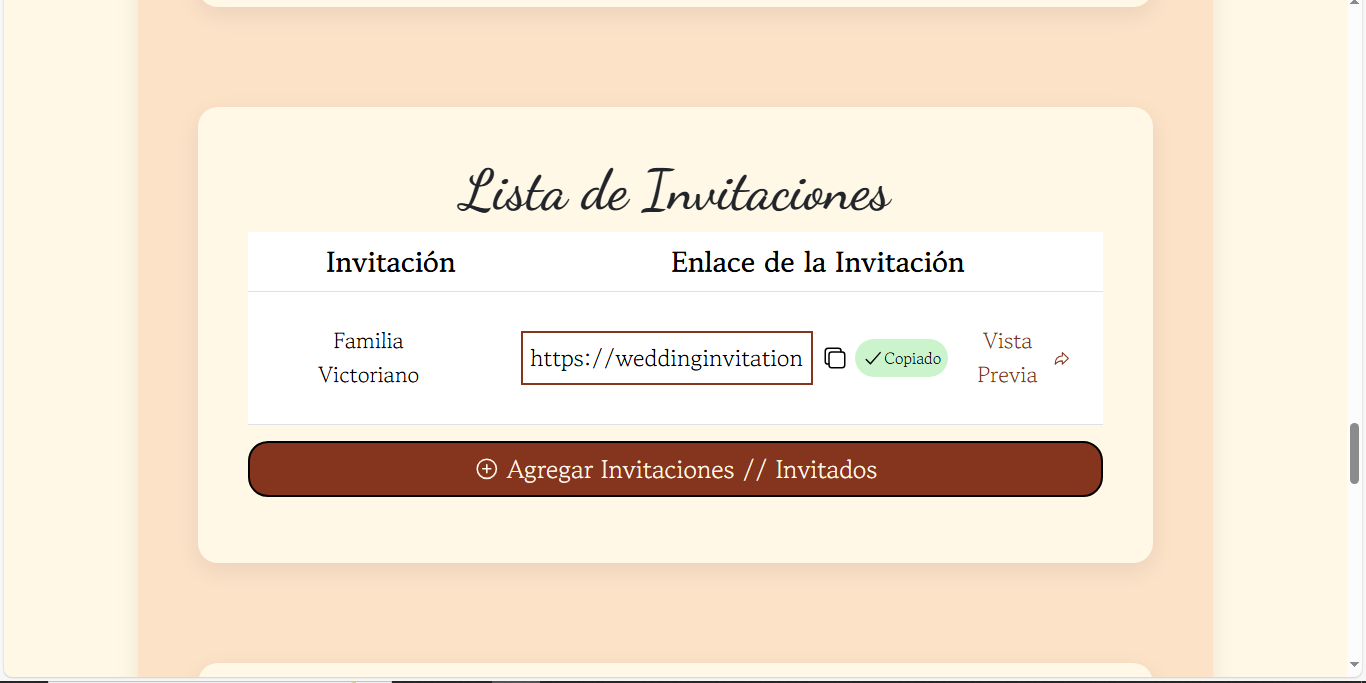 Lista de Invitaciones
Invitación Enlace de la Invitación
Familia
Victoriano
https://weddinginvitation
Copiado
Vista
Previa
Agregar Invitaciones // Invitados